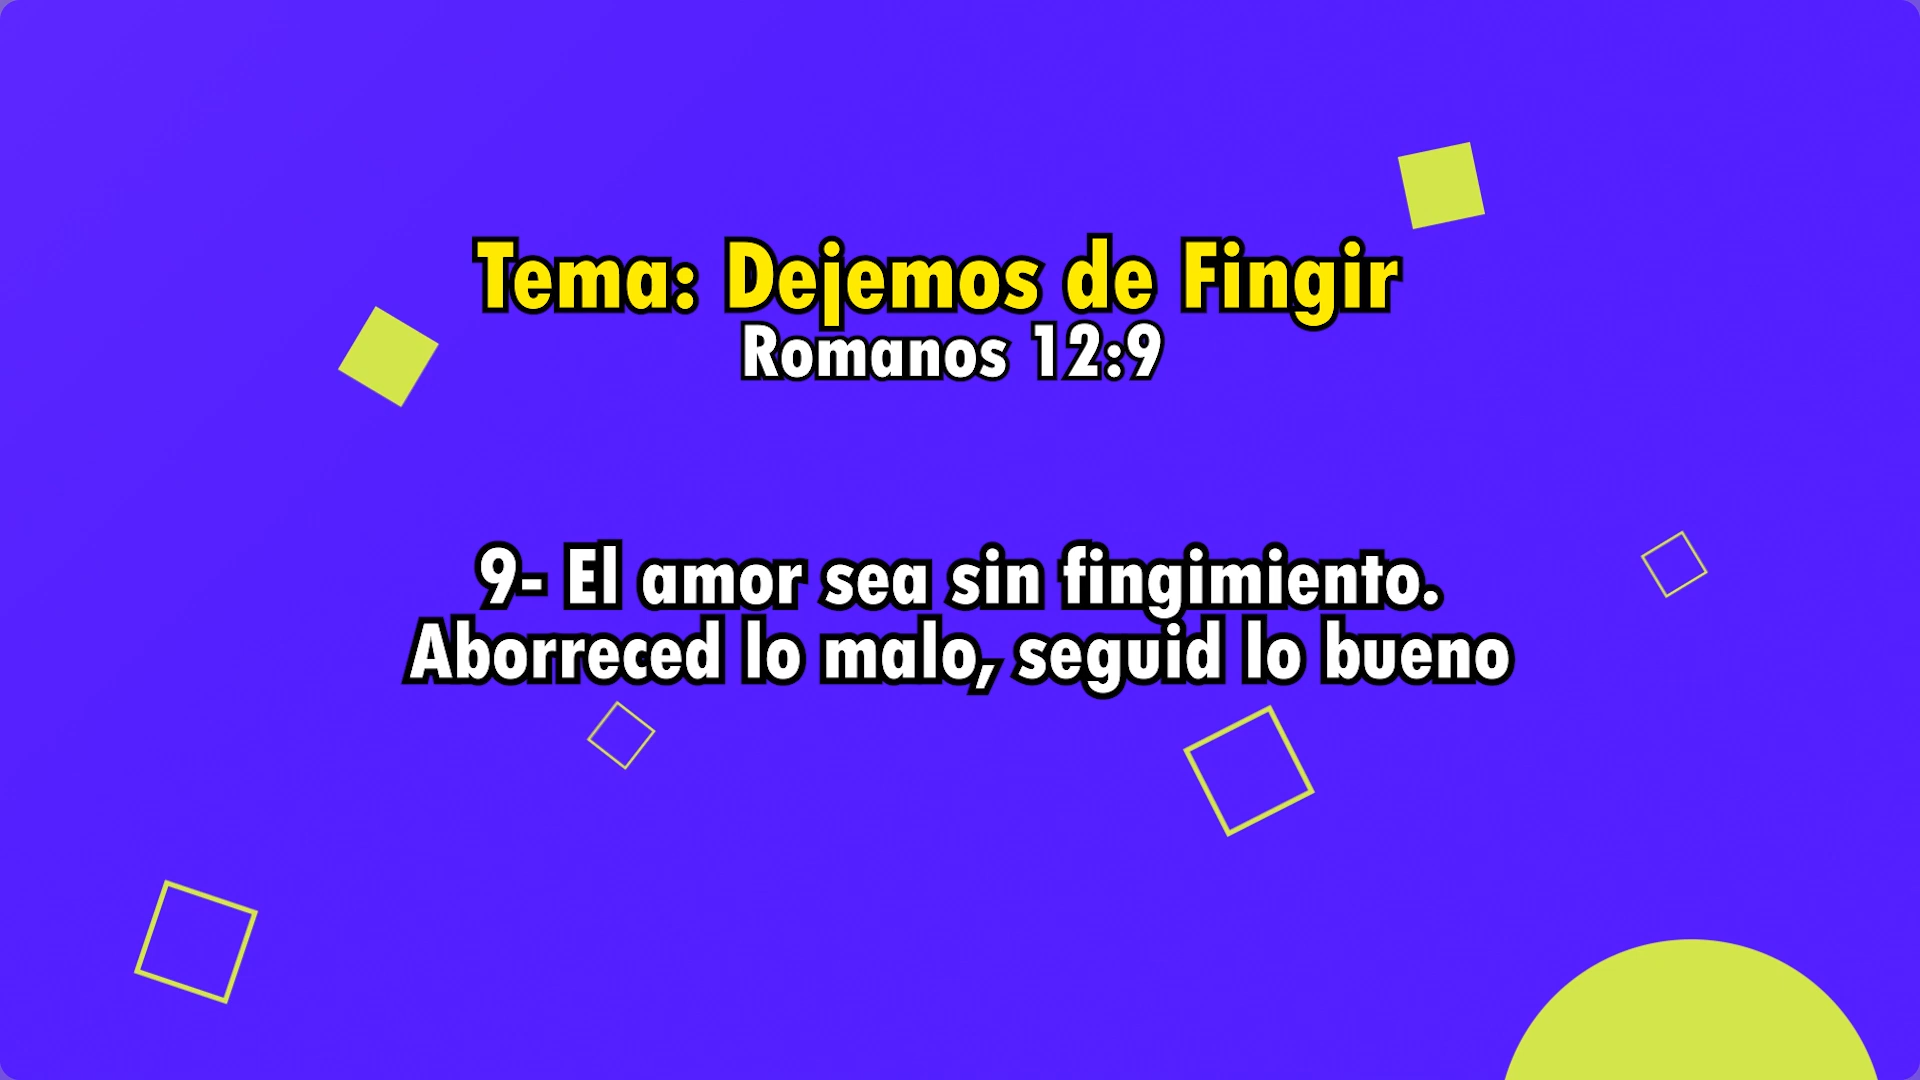 Tema: Dejemos de Fingir
Romanos 12:9
9- El amor sea sin fingimiento.
Aborreced lo malo, seguid lo bueno